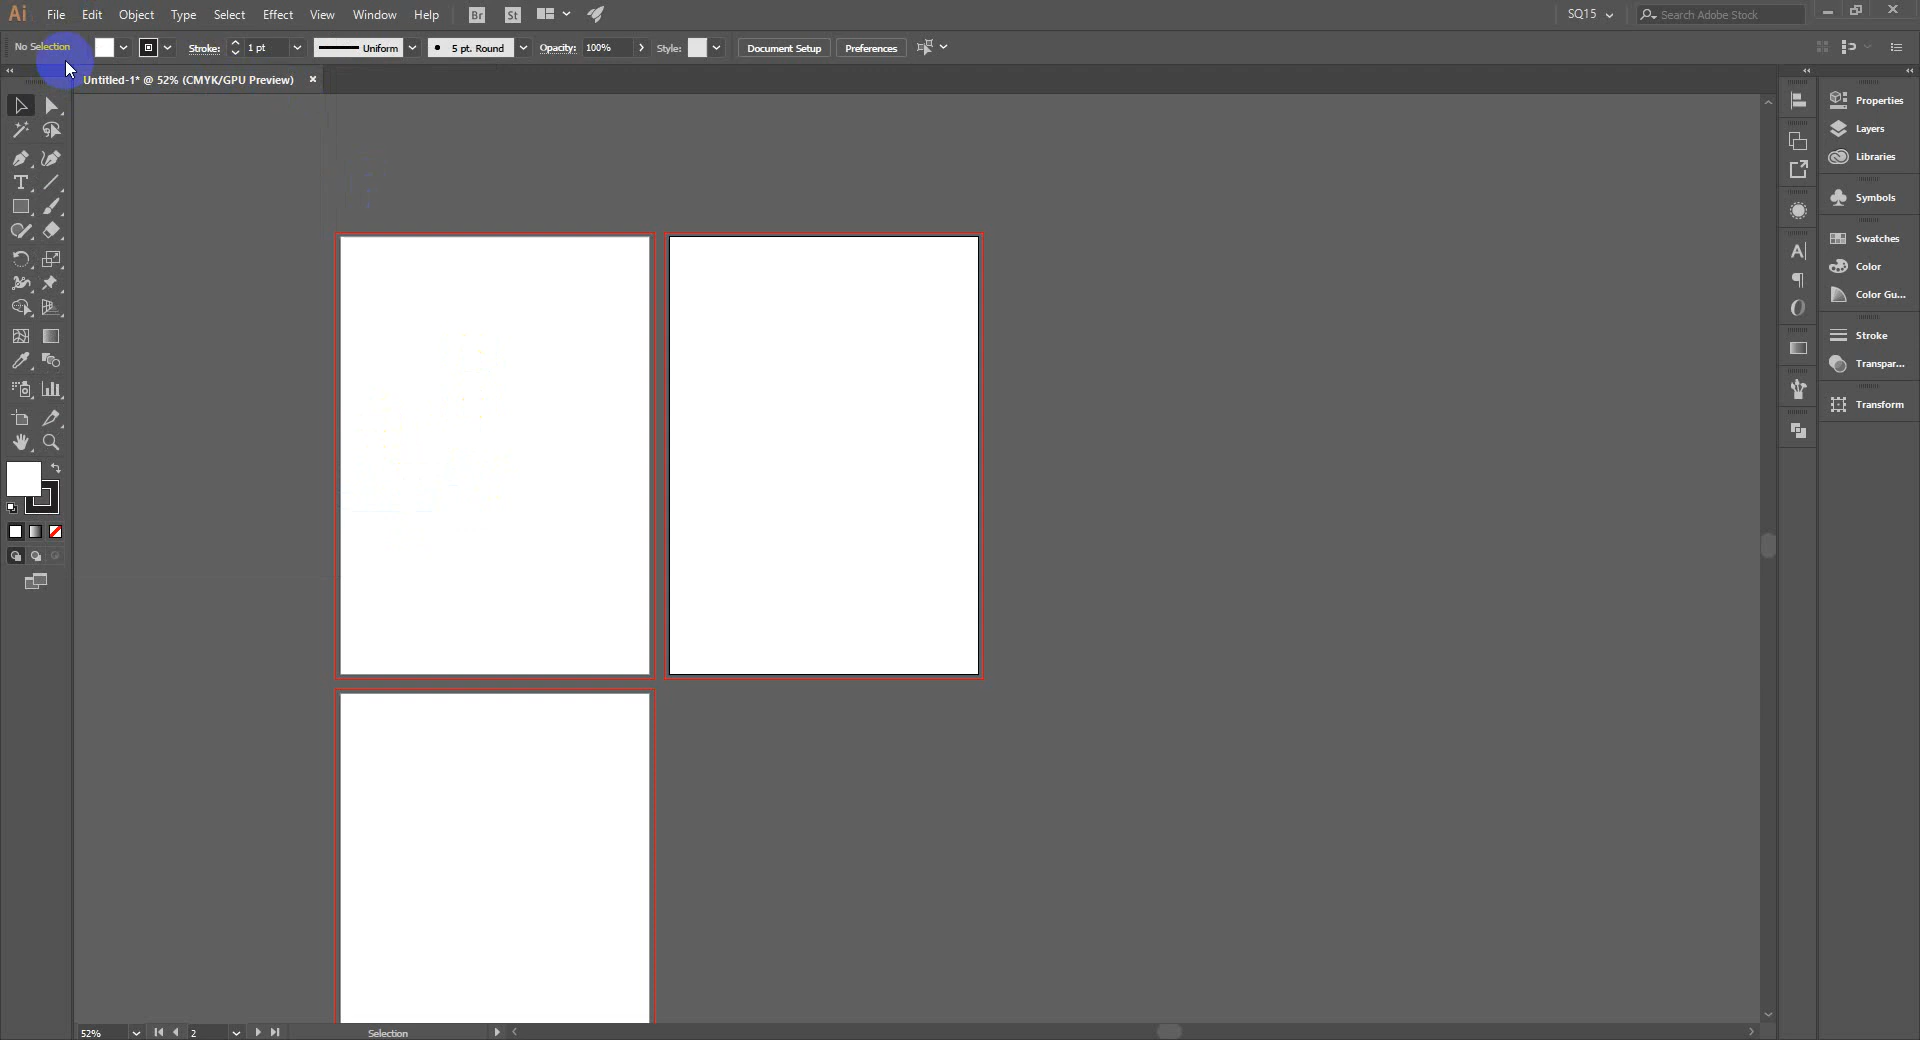 Ai File Edit Object Type Select Effect View Window Help Br St SQ15 Search Adobe Stock
No Selection Stroke: 1 pt Uniform 5 pt. Round Opacity: 100% Style: Document Setup Preferences
Untitled-1* @ 52% (CMYK/GPU Preview)
Properties
Layers
Libraries
Symbols
Swatches
Color
Color Gu...
Stroke
Transpar...
Transform
52% 2 Selection